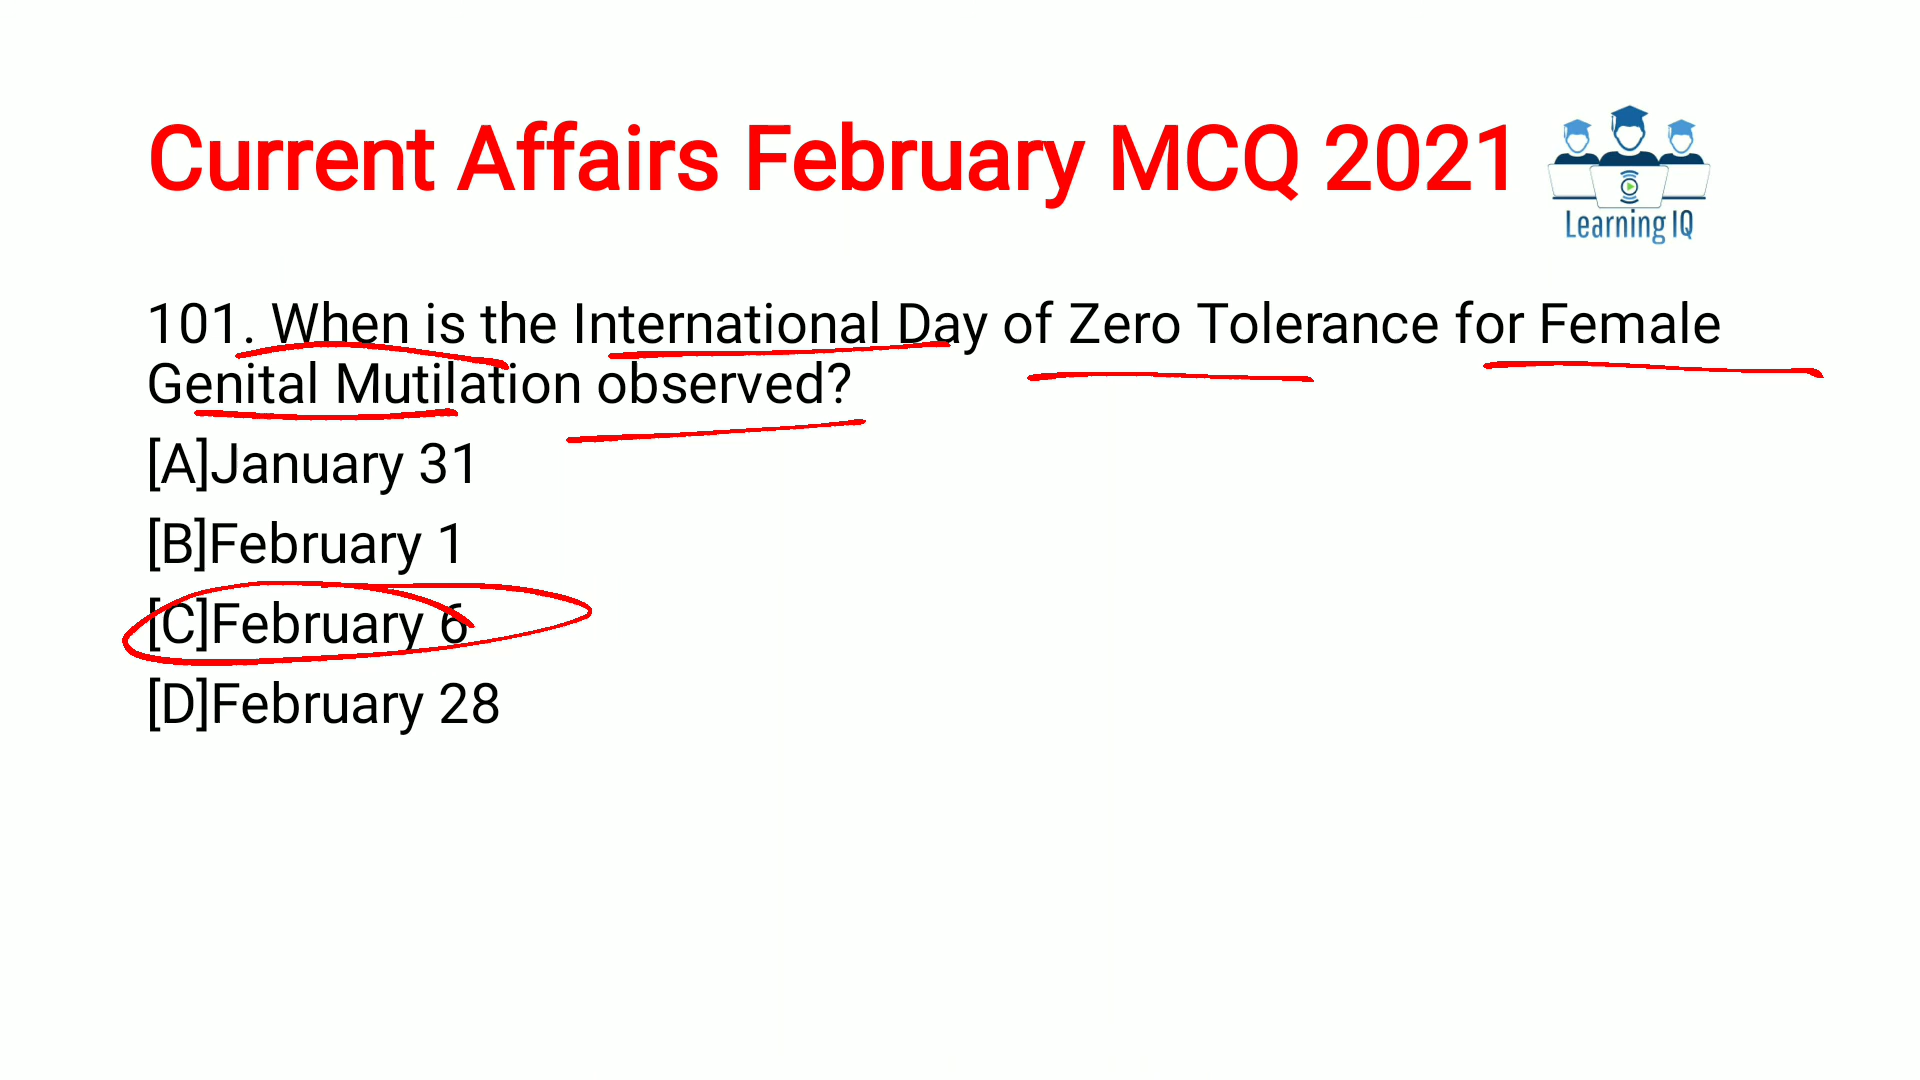 Current Affairs February MCQ 2021
Learning IQ
101. When is the International Day of Zero Tolerance for Female
Genital Mutilation observed?
[A]January 31
[B]February 1
[C]February 6
[D]February 28